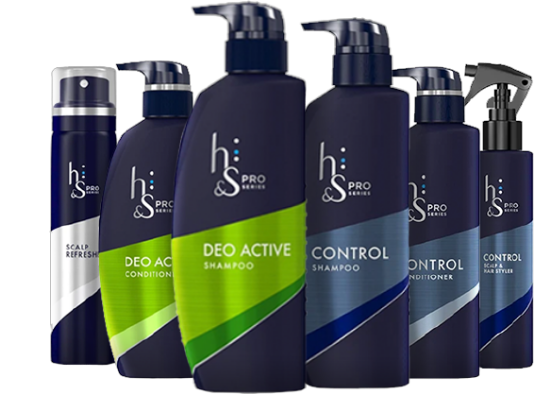 h
&S PRO
SERIES
SCALP
REFRESH
h
&S PRO
SERIES
DEO AC
CONDITION
h
&S PRO
SERIES
DEO ACTIVE
SHAMPOO
h
&S PRO
SERIES
CONTROL
SHAMPOO
h
&S PRO
SERIES
ONTROL
NDITIONER
h
&S PRO
SERIES
CONTROL
SCALP &
HAIR STYLER